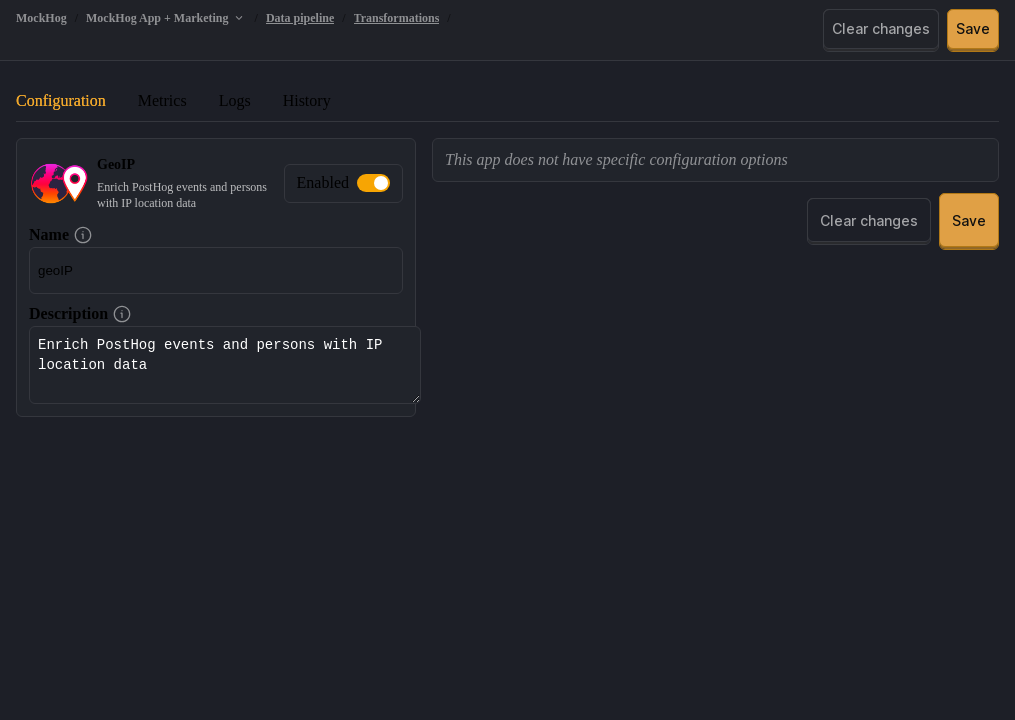 MockHog / MockHog App + Marketing / Data pipeline / Transformations /
Clear changes Save
Configuration Metrics Logs History
GeoIP
Enrich PostHog events and persons
with IP location data
Enabled
This app does not have specific configuration options
Clear changes Save
Name
geoIP
Description
Enrich PostHog events and persons with IP
location data